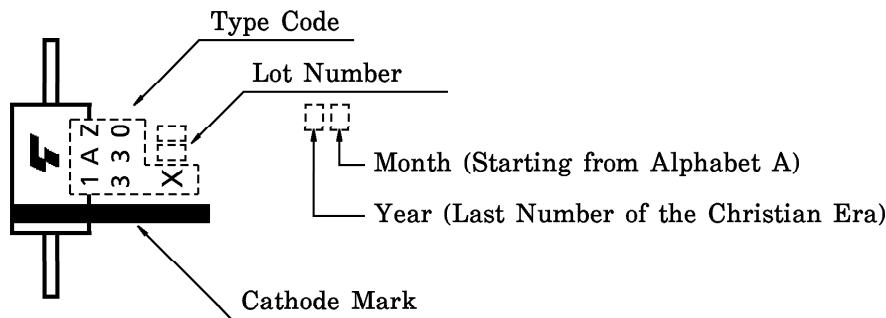 Type Code
Lot Number
1AZ
330
X
Month (Starting from Alphabet A)
Year (Last Number of the Christian Era)
Cathode Mark